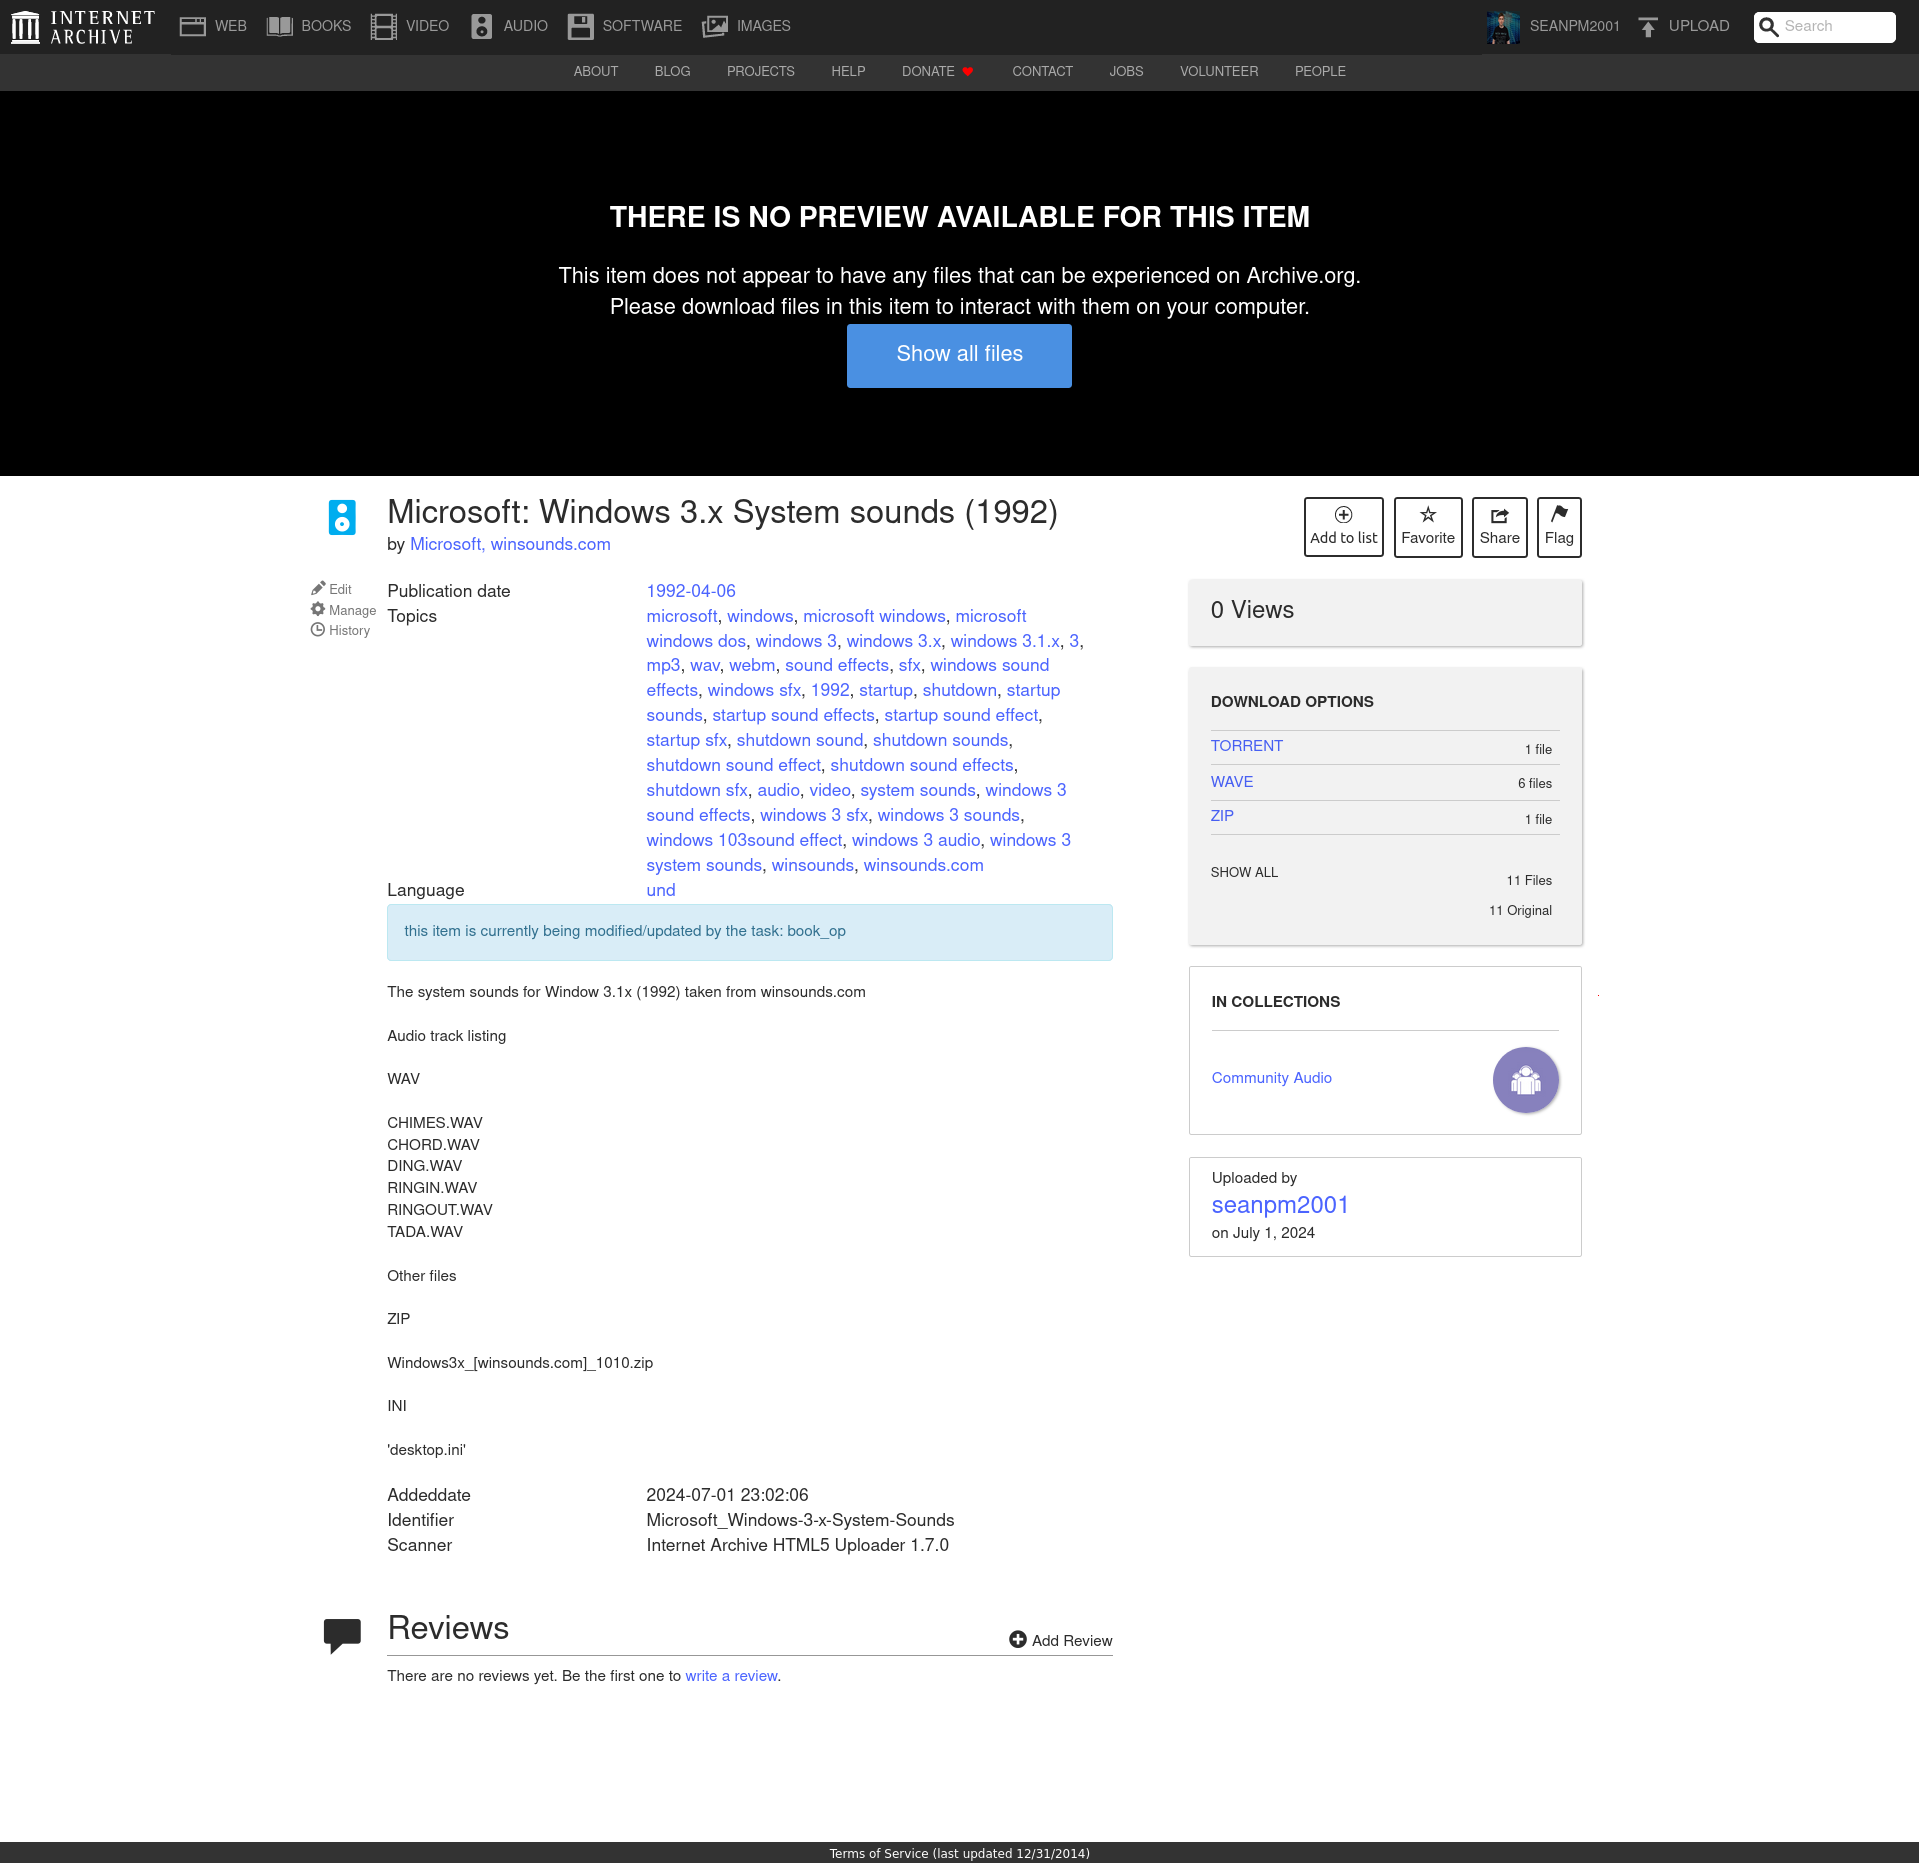 INTERNET ARCHIVE
WEB BOOKS VIDEO AUDIO SOFTWARE IMAGES
SEANPM2001 UPLOAD Search
ABOUT BLOG PROJECTS HELP DONATE CONTACT JOBS VOLUNTEER PEOPLE
THERE IS NO PREVIEW AVAILABLE FOR THIS ITEM
This item does not appear to have any files that can be experienced on Archive.org.
Please download files in this item to interact with them on your computer.
Show all files
Microsoft: Windows 3.x System sounds (1992)
by Microsoft, winsounds.com
Edit
Manage
History
Publication date 1992-04-06
Topics microsoft, windows, microsoft windows, microsoft
windows dos, windows 3, windows 3.x, windows 3.1.x, 3,
mp3, wav, webm, sound effects, sfx, windows sound
effects, windows sfx, 1992, startup, shutdown, startup
sounds, startup sound effects, startup sound effect,
startup sfx, shutdown sound, shutdown sounds,
shutdown sound effect, shutdown sound effects,
shutdown sfx, audio, video, system sounds, windows 3
sound effects, windows 3 sfx, windows 3 sounds,
windows 103sound effect, windows 3 audio, windows 3
system sounds, winsounds, winsounds.com
Language und
this item is currently being modified/updated by the task: book_op
The system sounds for Window 3.1x (1992) taken from winsounds.com
Audio track listing
WAV
CHIMES.WAV
CHORD.WAV
DING.WAV
RINGIN.WAV
RINGOUT.WAV
TADA.WAV
Other files
ZIP
Windows3x_[winsounds.com]_1010.zip
INI
'desktop.ini'
Addeddate 2024-07-01 23:02:06
Identifier Microsoft_Windows-3-x-System-Sounds
Scanner Internet Archive HTML5 Uploader 1.7.0
Reviews
Add Review
There are no reviews yet. Be the first one to write a review.
Add to list Favorite Share Flag
0 Views
DOWNLOAD OPTIONS
TORRENT 1 file
WAVE 6 files
ZIP 1 file
SHOW ALL 11 Files
11 Original
IN COLLECTIONS
Community Audio
Uploaded by
seanpm2001
on July 1, 2024
Terms of Service (last updated 12/31/2014)